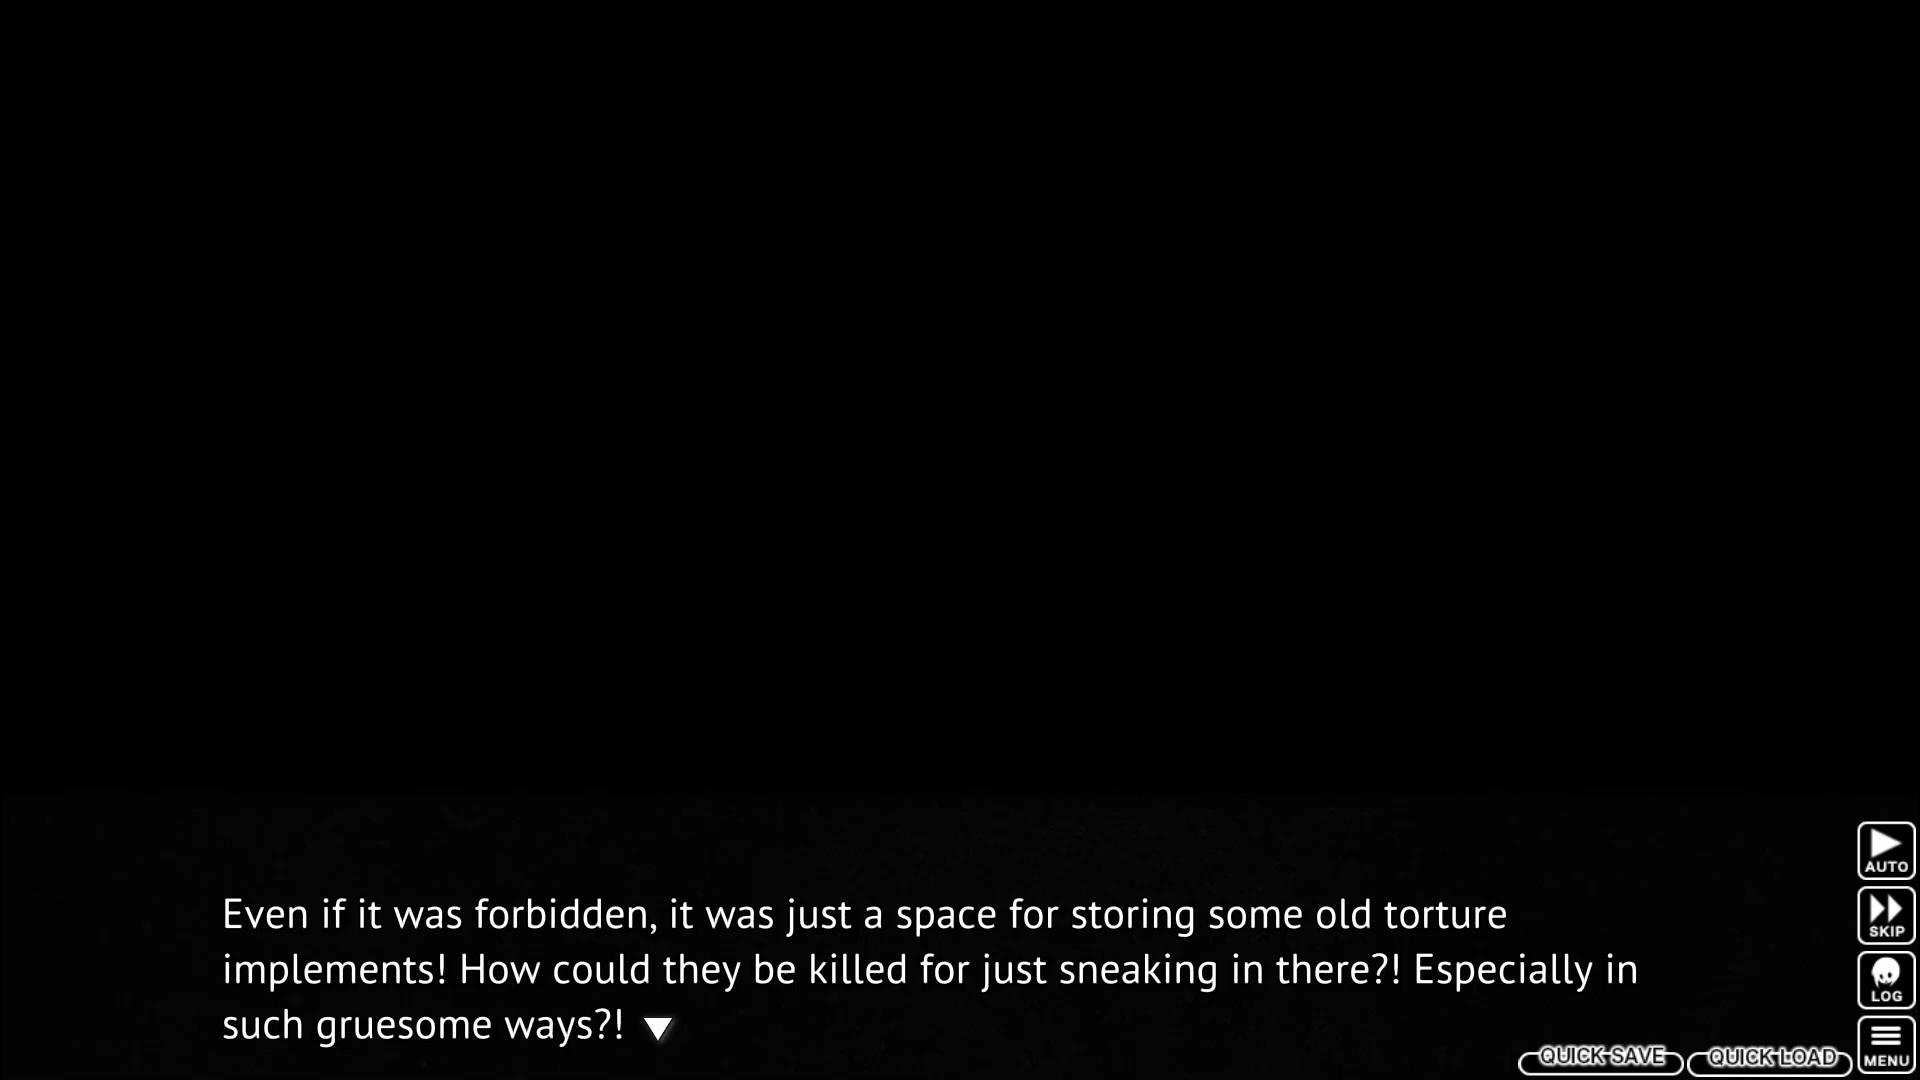 Even if it was forbidden, it was just a space for storing some old torture
implements! How could they be killed for just sneaking in there?! Especially in
such gruesome ways?!
AUTO
SKIP
LOG
MENU
QUICK SAVE
QUICK LOAD